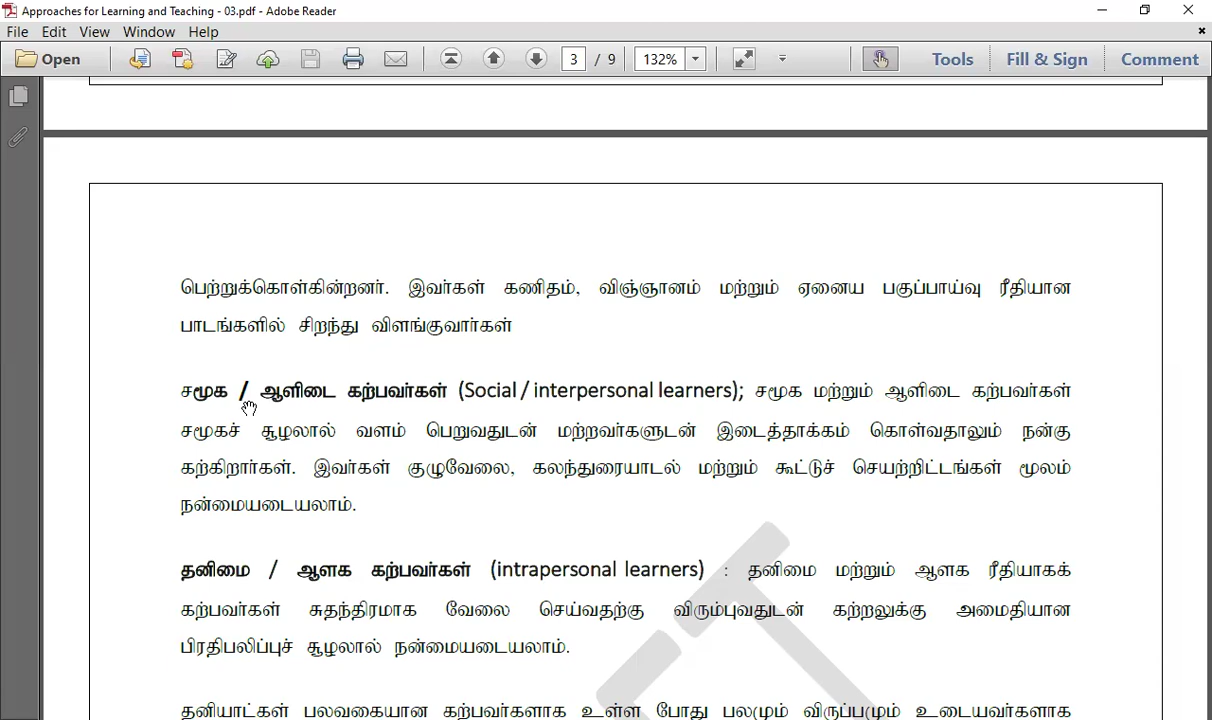 Approaches for Learning and Teaching - 03.pdf - Adobe Reader
File Edit View Window Help
Open 3 / 9 132% Tools Fill & Sign Comment
பெற்றுக்கொள்கின்றனர். இவர்கள் கணிதம், விஞ்ஞானம் மற்றும் ஏனைய பகுப்பாய்வு ரீதியான
பாடங்களில் சிறந்து விளங்குவார்கள்
சமூக / ஆளிடை கற்பவர்கள் (Social / interpersonal learners); சமூக மற்றும் ஆளிடை கற்பவர்கள்
சமூகச் சூழலால் வளம் பெறுவதுடன் மற்றவர்களுடன் இடைத்தாக்கம் கொள்வதாலும் நன்கு
கற்கிறார்கள். இவர்கள் குழுவேலை, கலந்துரையாடல் மற்றும் கூட்டுச் செயற்றிட்டங்கள் மூலம்
நன்மையடையலாம்.
தனிமை / ஆளக கற்பவர்கள் (intrapersonal learners) : தனிமை மற்றும் ஆளக ரீதியாகக்
கற்பவர்கள் சுதந்திரமாக வேலை செய்வதற்கு விரும்புவதுடன் கற்றலுக்கு அமைதியான
பிரதிபலிப்புச் சூழலால் நன்மையடையலாம்.
தனியாட்கள் பலவகையான கற்பவர்களாக உள்ள போது பலமும் விருப்பமும் உடையவர்களாக